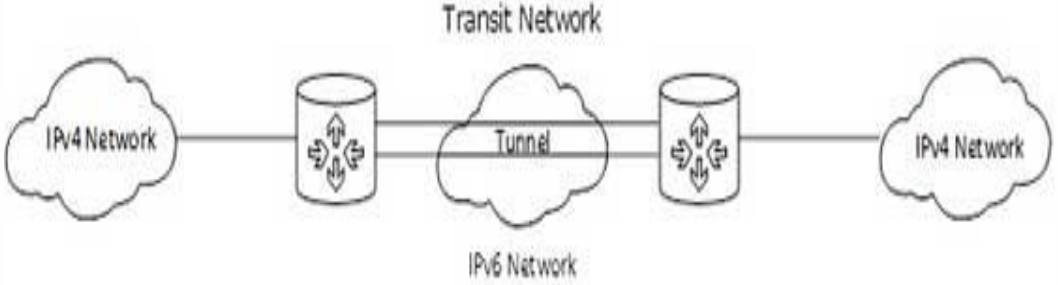 Transit Network
IPv4 Network
Tunnel
IPv4 Network
IPv6 Network